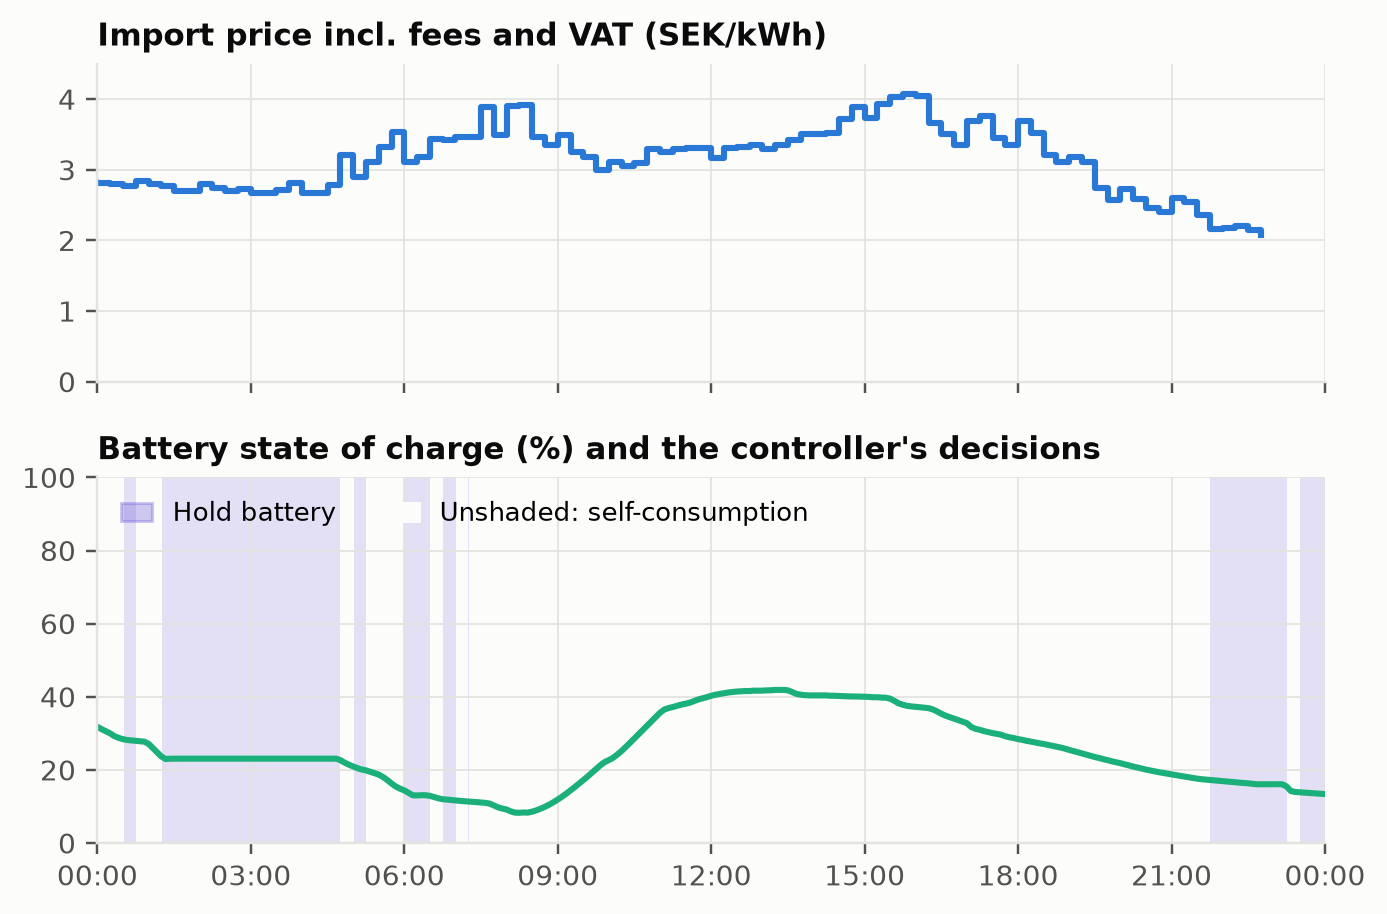 Import price incl. fees and VAT (SEK/kWh)
4
3
2
1
0
Battery state of charge (%) and the controller's decisions
100
80
60
40
20
0
Hold battery
Unshaded: self-consumption
00:00 03:00 06:00 09:00 12:00 15:00 18:00 21:00 00:00